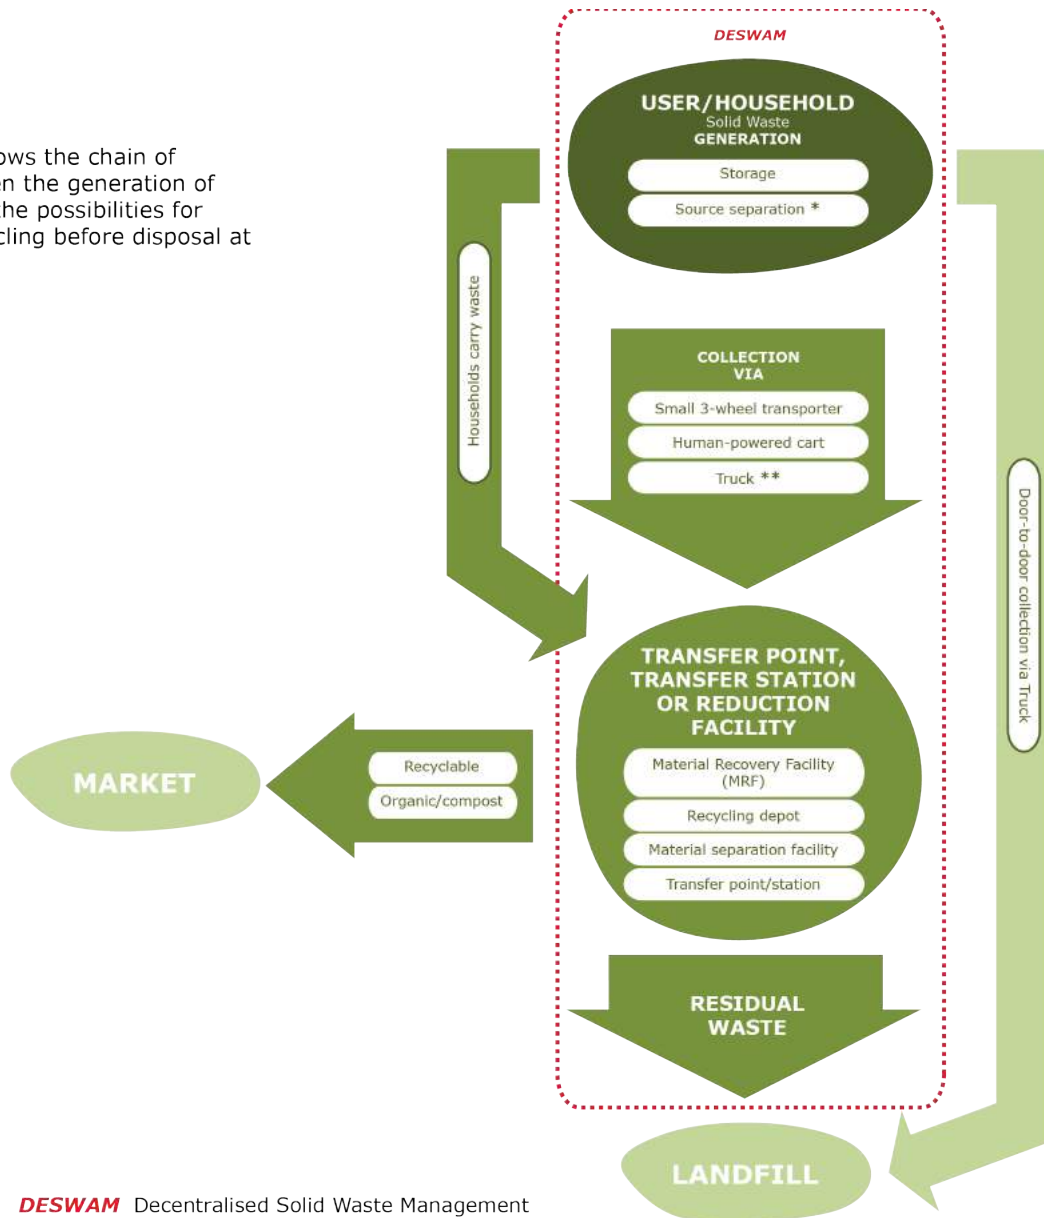 DESWAM
USER/HOUSEHOLD
Solid Waste
GENERATION
Storage
Source separation *
ows the chain of
en the generation of
the possibilities for
cling before disposal at
Households carry waste
COLLECTION
VIA
Small 3-wheel transporter
Human-powered cart
Truck **
Door-to-door collection via Truck
TRANSFER POINT,
TRANSFER STATION
OR REDUCTION
FACILITY
Material Recovery Facility
(MRF)
Recycling depot
Material separation facility
Transfer point/station
MARKET
Recyclable
Organic/compost
RESIDUAL
WASTE
LANDFILL
DESWAM Decentralised Solid Waste Management